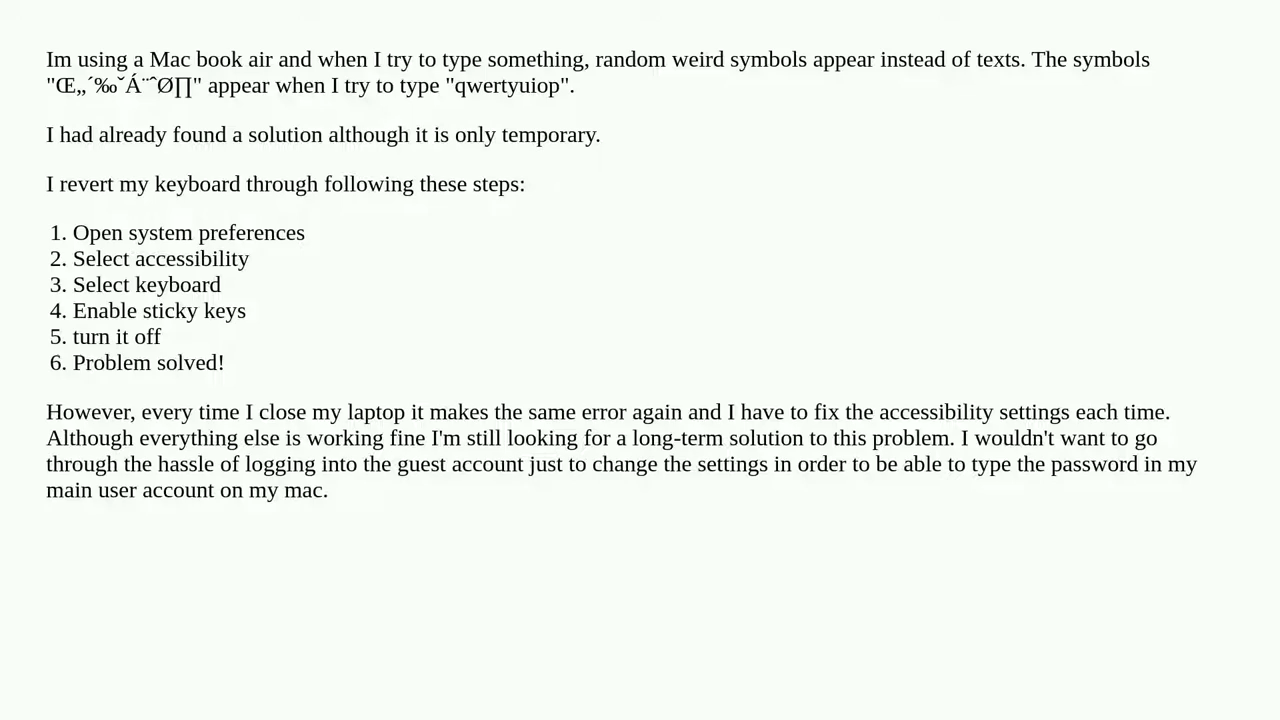 Im using a Mac book air and when I try to type something, random weird symbols appear instead of texts. The symbols
"Œ„´‰ˇÁ¨ˆØ∏" appear when I try to type "qwertyuiop".
I had already found a solution although it is only temporary.
I revert my keyboard through following these steps:
1. Open system preferences
2. Select accessibility
3. Select keyboard
4. Enable sticky keys
5. turn it off
6. Problem solved!
However, every time I close my laptop it makes the same error again and I have to fix the accessibility settings each time.
Although everything else is working fine I'm still looking for a long-term solution to this problem. I wouldn't want to go
through the hassle of logging into the guest account just to change the settings in order to be able to type the password in my
main user account on my mac.